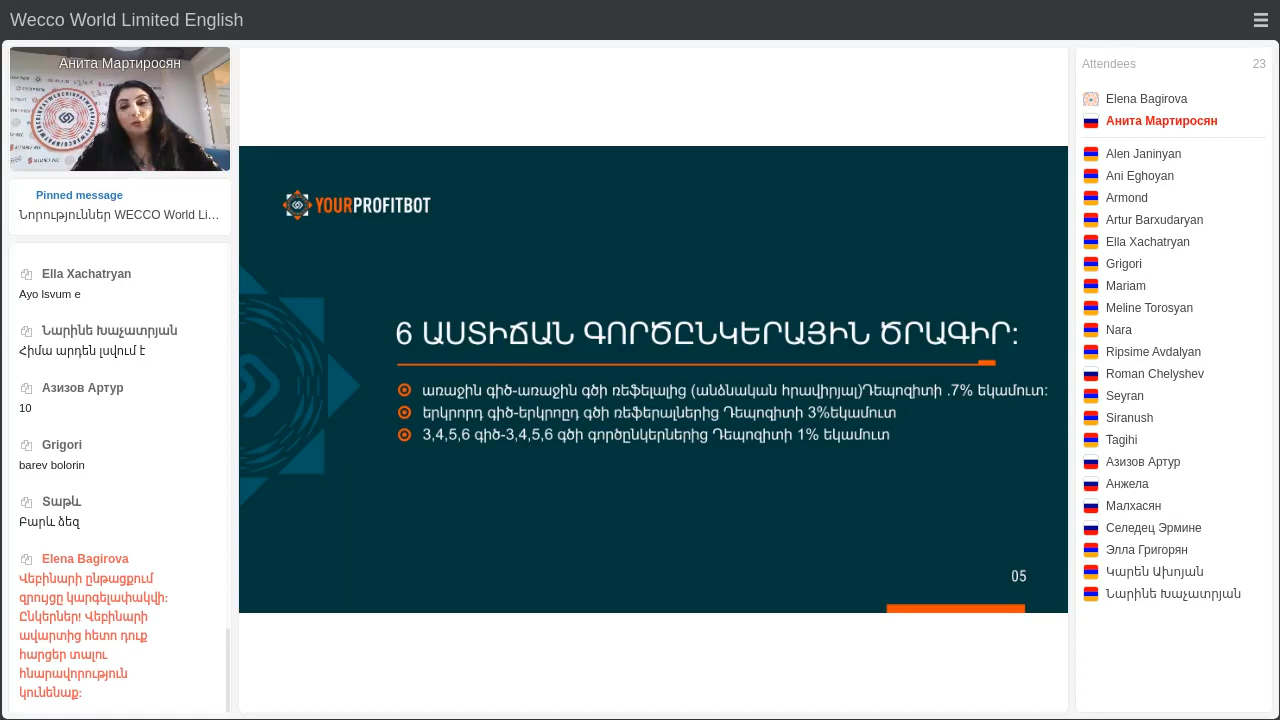 Wecco World Limited English
Анита Мартиросян
Pinned message
Նորություններ WECCO World Li…
Ella Xachatryan
Ayo lsvum e
Նարինե Խաչատրյան
Հիմա արդեն լսվում է
Азизов Артур
10
Grigori
barev bolorin
Տաթև
Բարև ձեզ
Elena Bagirova
Վեբինարի ընթացքում
զրույցը կարգելափակվի:
Ընկերներ! Վեբինարի
ավարտից հետո դուք
հարցեր տալու
հնարավորություն
կունենաք:
YOURPROFITBOT
6 ԱՍՏԻՃԱՆ ԳՈՐԾԸՆԿԵՐԱՅԻՆ ԾՐԱԳԻՐ:
առաջին գիծ-առաջին գծի ռեֆելալից (անձնական հրավիրյալ)Դեպոզիտի .7% եկամուտ:
երկրորդ գիծ-երկրոըդ գծի ռեֆերալներից Դեպոզիտի 3%եկամուտ
3,4,5,6 գիծ-3,4,5,6 գծի գործընկերներից Դեպոզիտի 1% եկամուտ
05
Attendees 23
Elena Bagirova
Анита Мартиросян
Alen Janinyan
Ani Eghoyan
Armond
Artur Barxudaryan
Ella Xachatryan
Grigori
Mariam
Meline Torosyan
Nara
Ripsime Avdalyan
Roman Chelyshev
Seyran
Siranush
Tagihi
Азизов Артур
Анжела
Малхасян
Селедец Эрмине
Элла Григорян
Կարեն Ախոյան
Նարինե Խաչատրյան